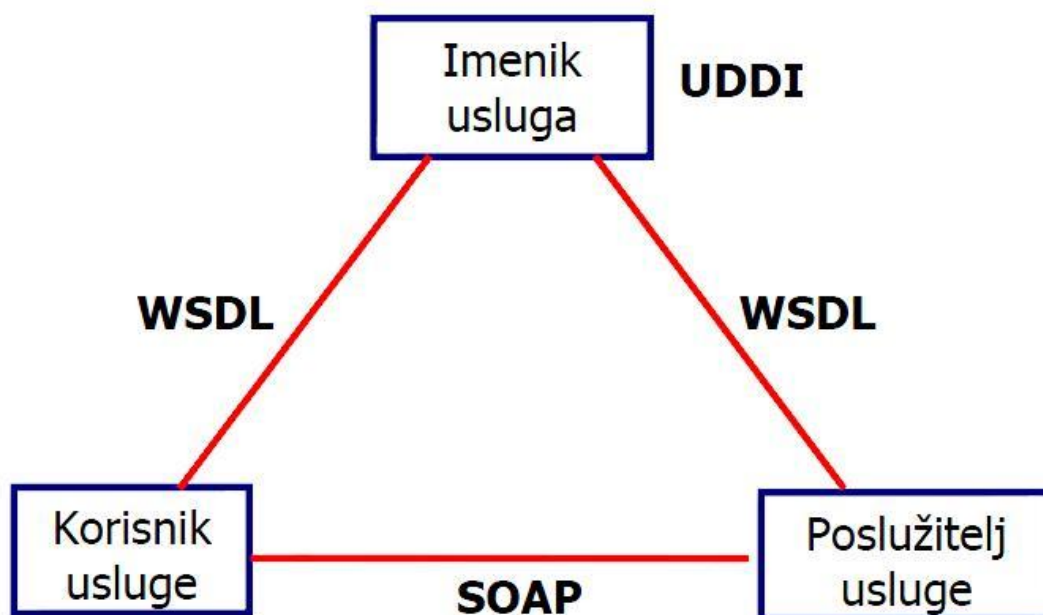 Imenik
usluga
UDDI
WSDL
WSDL
Korisnik
usluge
SOAP
Poslužitelj
usluge